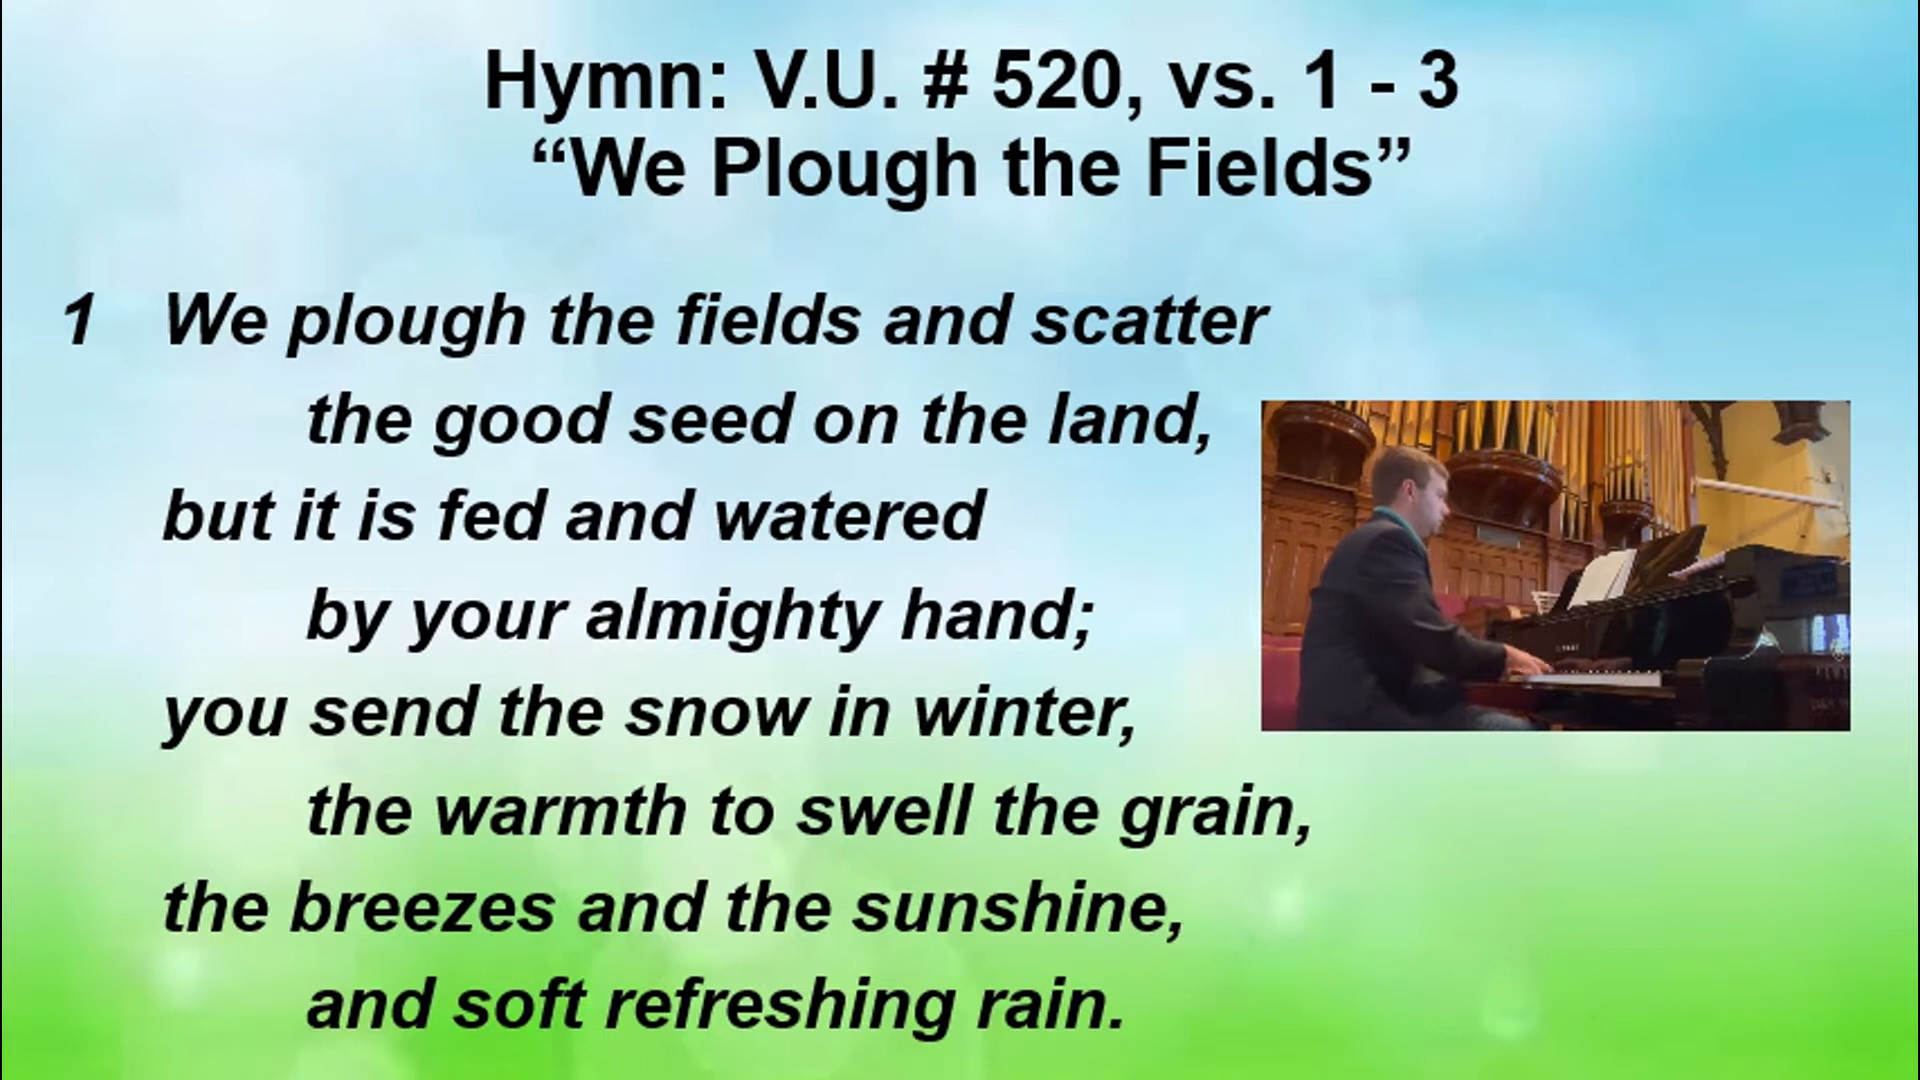 Hymn: V.U. # 520, vs. 1 - 3
“We Plough the Fields”
1 We plough the fields and scatter
the good seed on the land,
but it is fed and watered
by your almighty hand;
you send the snow in winter,
the warmth to swell the grain,
the breezes and the sunshine,
and soft refreshing rain.